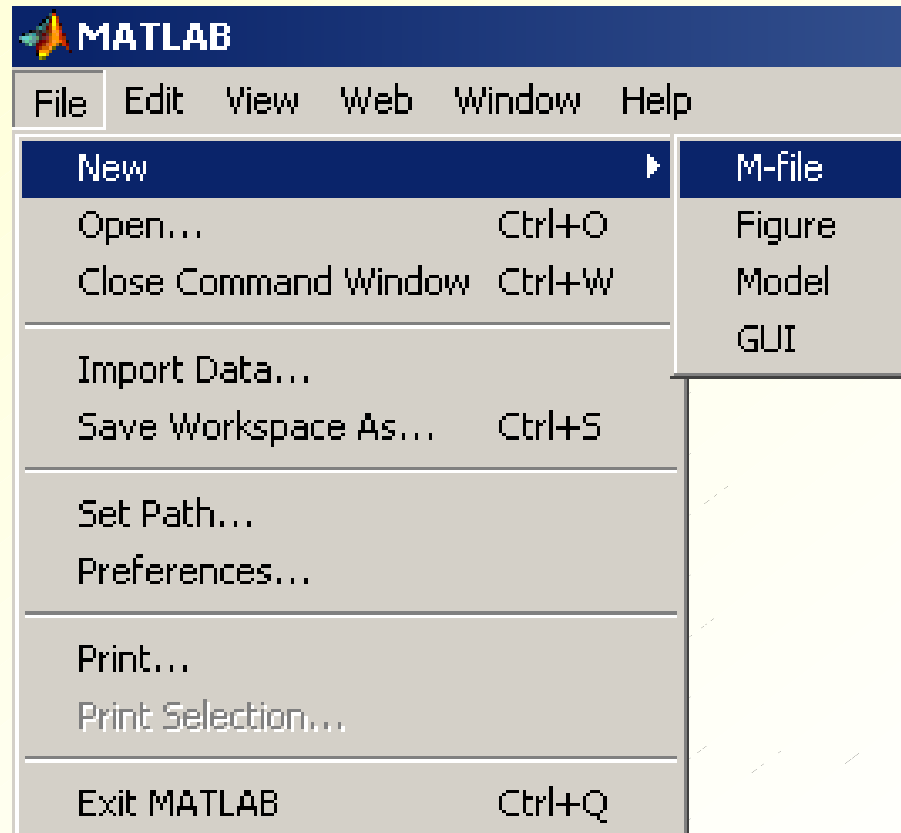 MATLAB
File Edit View Web Window Help
New
Open... Ctrl+O
Close Command Window Ctrl+W
Import Data...
Save Workspace As... Ctrl+S
Set Path...
Preferences...
Print...
Print Selection...
Exit MATLAB Ctrl+Q
M-file
Figure
Model
GUI